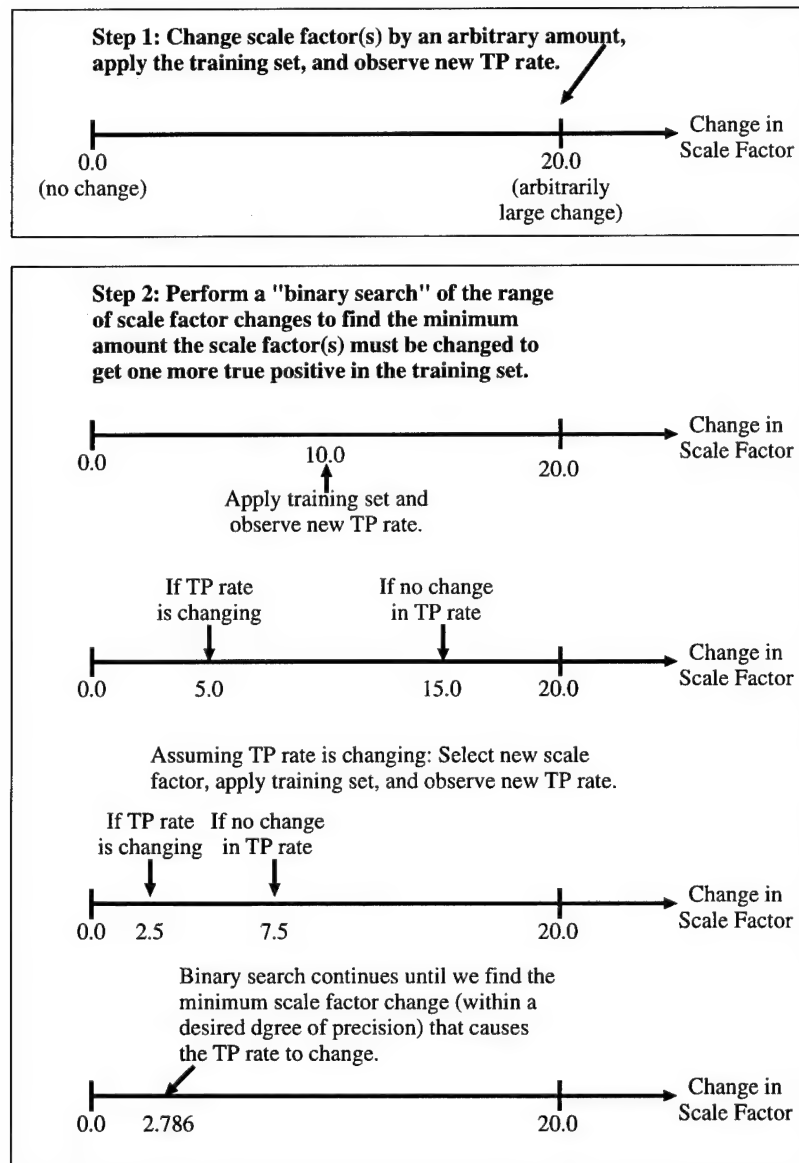 Step 1: Change scale factor(s) by an arbitrary amount,
apply the training set, and observe new TP rate.
Change in
Scale Factor
0.0
(no change)
20.0
(arbitrarily
large change)
Step 2: Perform a "binary search" of the range
of scale factor changes to find the minimum
amount the scale factor(s) must be changed to
get one more true positive in the training set.
Change in
Scale Factor
0.0
10.0
20.0
Apply training set and
observe new TP rate.
If TP rate
is changing
If no change
in TP rate
Change in
Scale Factor
0.0
5.0
15.0
20.0
Assuming TP rate is changing: Select new scale
factor, apply training set, and observe new TP rate.
If TP rate
is changing
If no change
in TP rate
Change in
Scale Factor
0.0
2.5
7.5
20.0
Binary search continues until we find the
minimum scale factor change (within a
desired dgree of precision) that causes
the TP rate to change.
Change in
Scale Factor
0.0
2.786
20.0